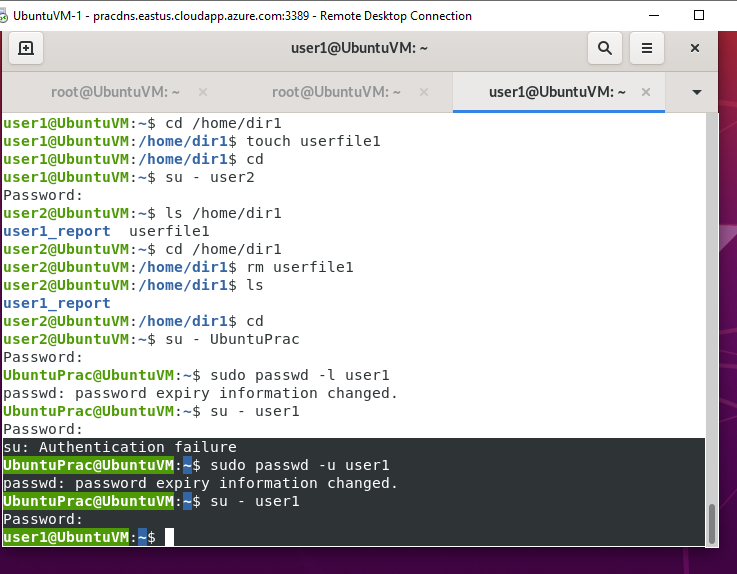 UbuntuVM-1 - pracdns.eastus.cloudapp.azure.com:3389 - Remote Desktop Connection
user1@UbuntuVM: ~
root@UbuntuVM: ~ root@UbuntuVM: ~ user1@UbuntuVM: ~
user1@UbuntuVM:~$ cd /home/dir1
user1@UbuntuVM:/home/dir1$ touch userfile1
user1@UbuntuVM:/home/dir1$ cd
user1@UbuntuVM:~$ su - user2
Password:
user2@UbuntuVM:~$ ls /home/dir1
user1_report  userfile1
user2@UbuntuVM:~$ cd /home/dir1
user2@UbuntuVM:/home/dir1$ rm userfile1
user2@UbuntuVM:/home/dir1$ ls
user1_report
user2@UbuntuVM:/home/dir1$ cd
user2@UbuntuVM:~$ su - UbuntuPrac
Password:
UbuntuPrac@UbuntuVM:~$ sudo passwd -l user1
passwd: password expiry information changed.
UbuntuPrac@UbuntuVM:~$ su - user1
Password:
su: Authentication failure
UbuntuPrac@UbuntuVM:~$ sudo passwd -u user1
passwd: password expiry information changed.
UbuntuPrac@UbuntuVM:~$ su - user1
Password:
user1@UbuntuVM:~$